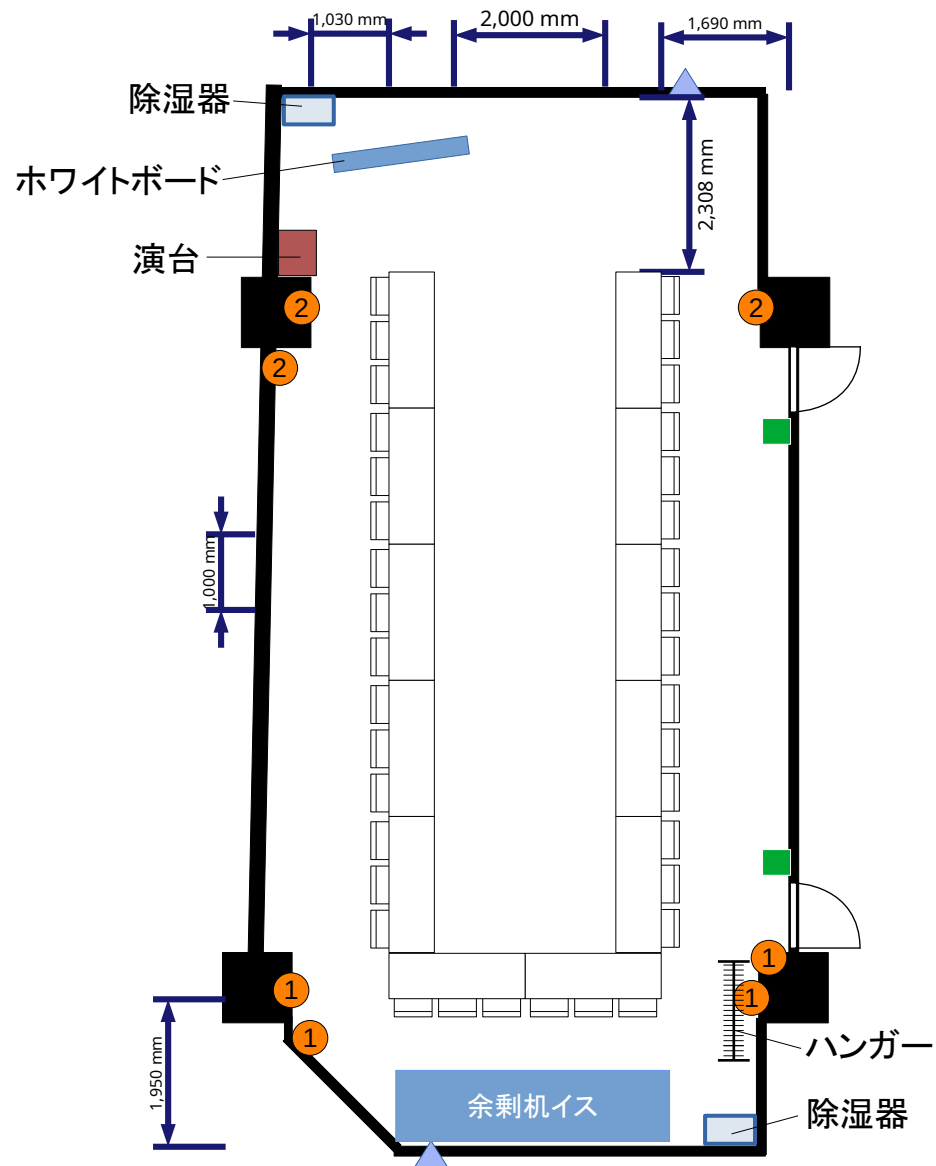 1,030 mm
2,000 mm
1,690 mm
除湿器
ホワイトボード
2,308 mm
演台
2
2
2
1,000 mm
1
1
1
1
ハンガー
1,950 mm
余剰机イス
除湿器